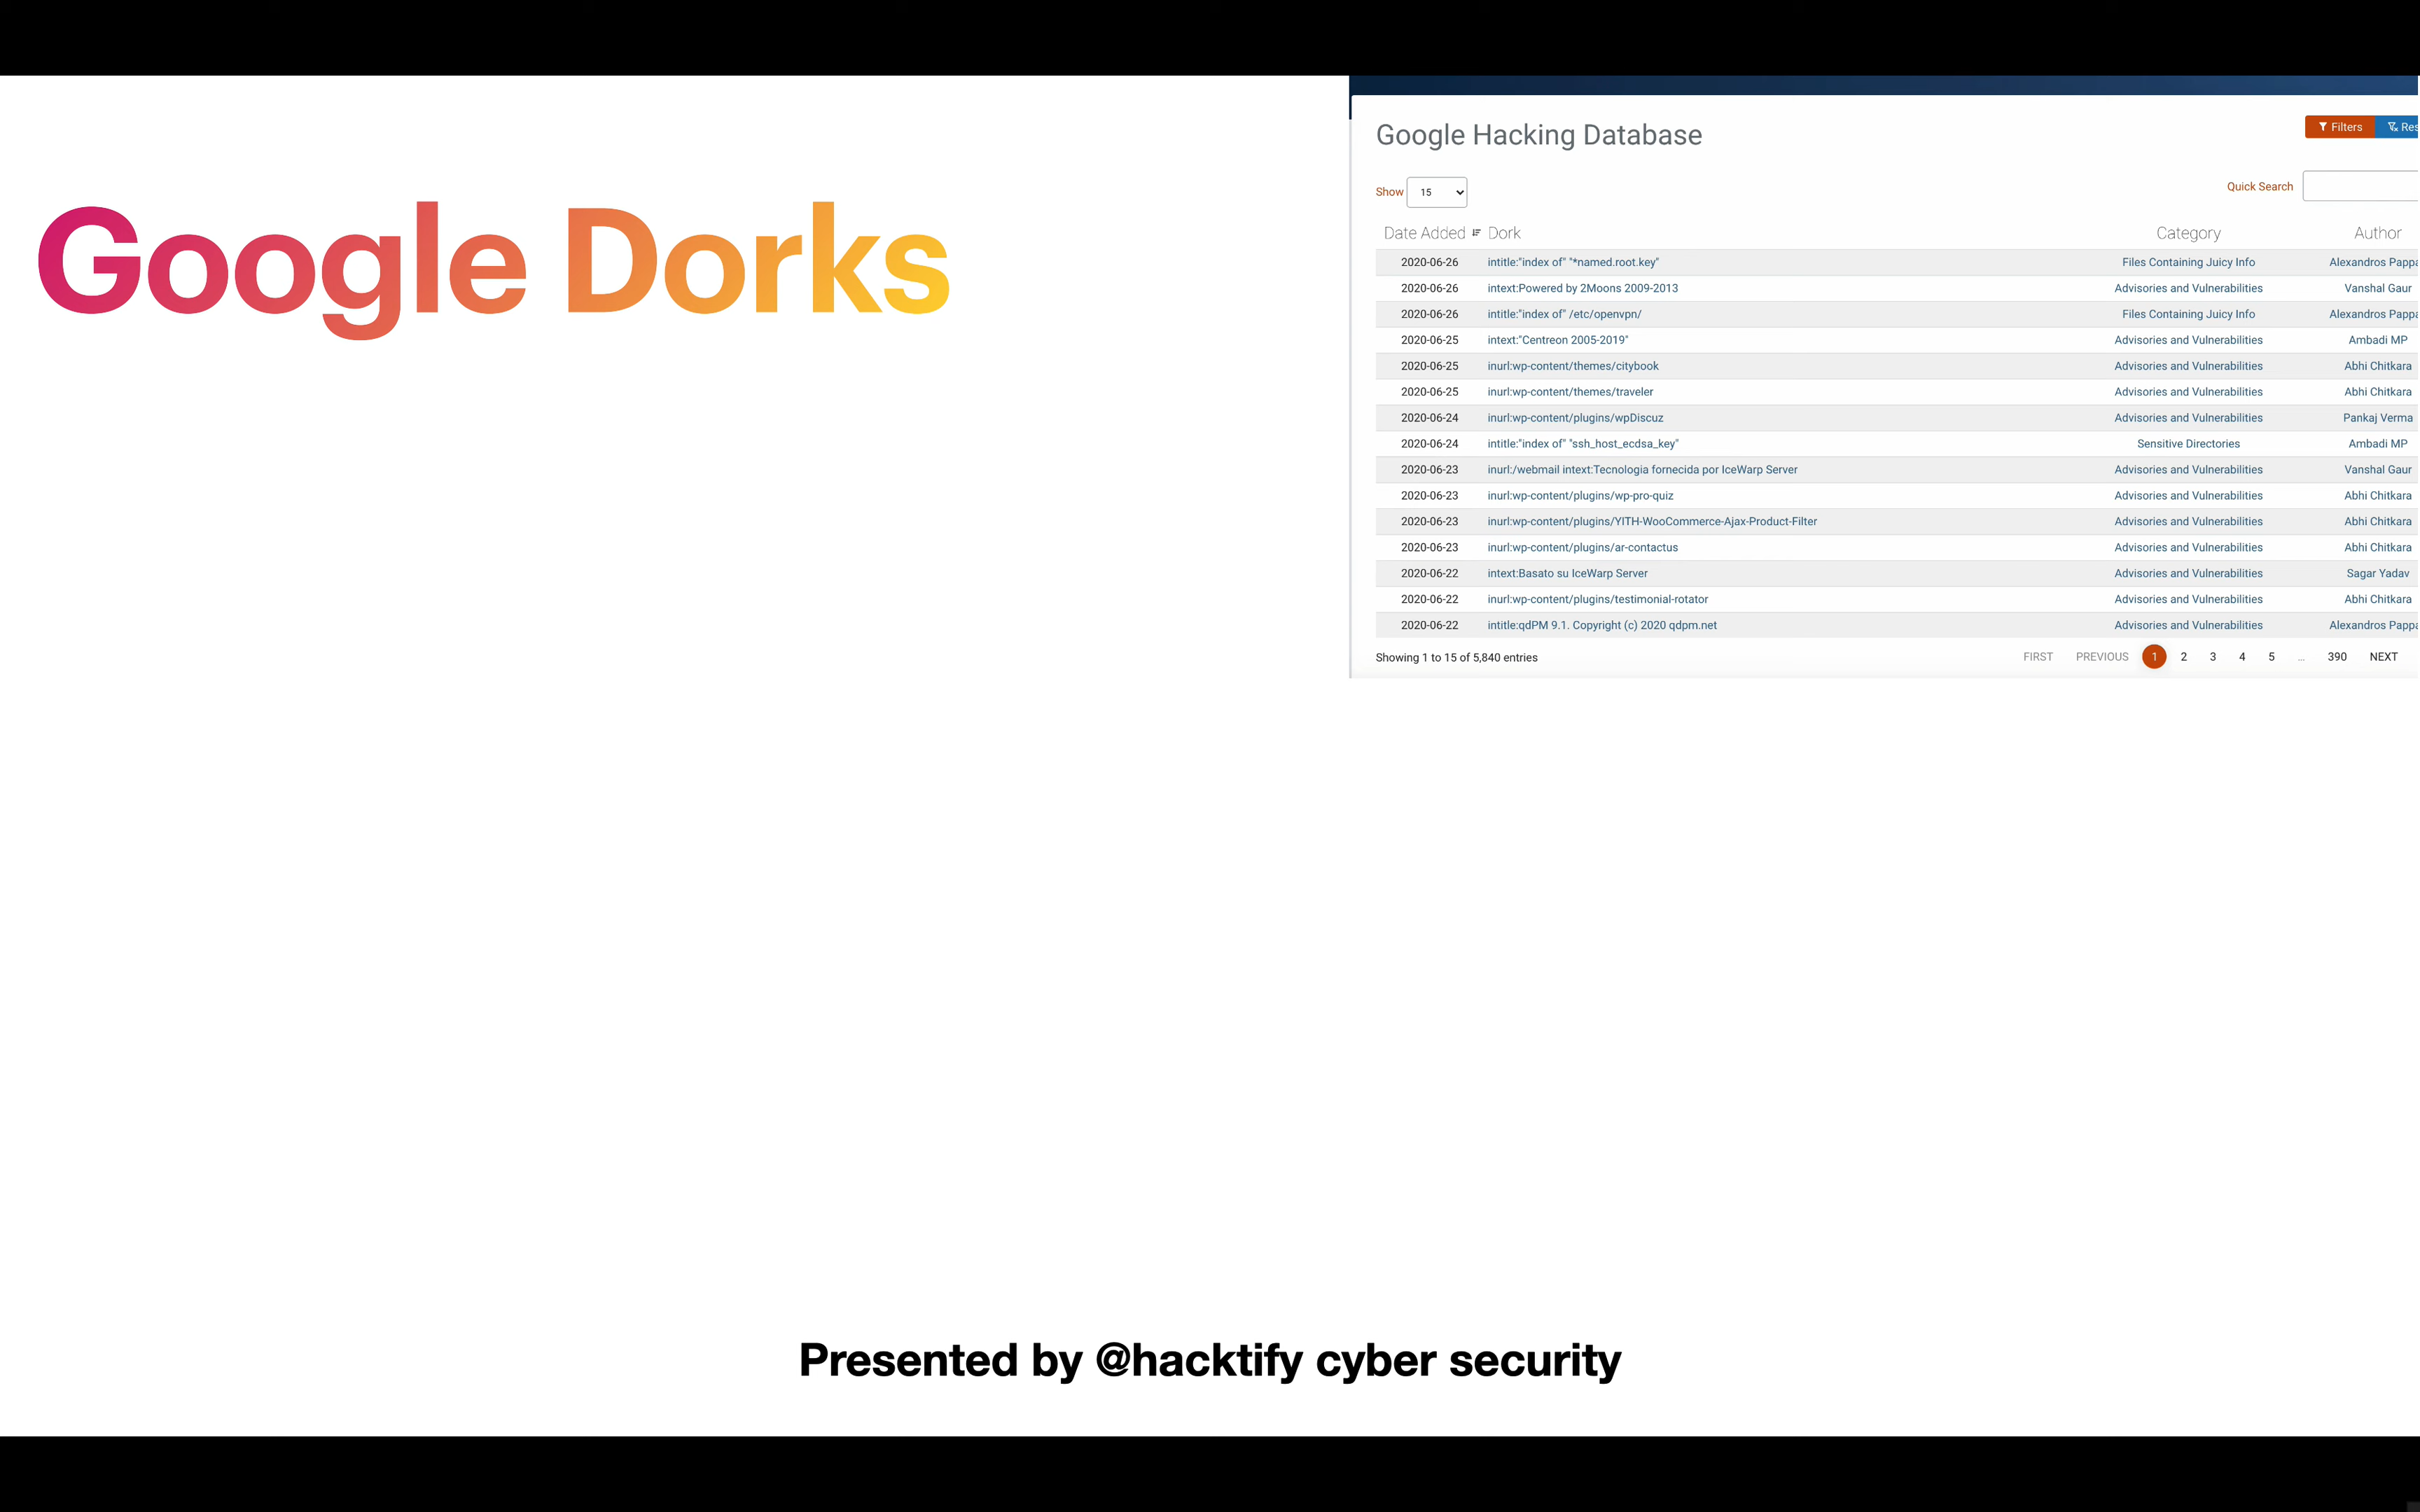 Google Dorks
Google Hacking Database
Filters
Show 15
Quick Search
Date Added Dork Category Author
2020-06-26 intitle:"index of" "*named.root.key" Files Containing Juicy Info Alexandros
2020-06-26 intext:Powered by 2Moons 2009-2013 Advisories and Vulnerabilities Vanshal Gaur
2020-06-26 intitle:"index of" /etc/openvpn/ Files Containing Juicy Info Alexandros
2020-06-25 intext:"Centreon 2005-2019" Advisories and Vulnerabilities Ambadi MP
2020-06-25 inurl:wp-content/themes/citybook Advisories and Vulnerabilities Abhi Chitkara
2020-06-25 inurl:wp-content/themes/traveler Advisories and Vulnerabilities Abhi Chitkara
2020-06-24 inurl:wp-content/plugins/wpDiscuz Advisories and Vulnerabilities Pankaj Verma
2020-06-24 intitle:"index of" "ssh_host_ecdsa_key" Sensitive Directories Ambadi MP
2020-06-23 inurl:/webmail intext:Tecnologia fornecida por IceWarp Server Advisories and Vulnerabilities Vanshal Gaur
2020-06-23 inurl:wp-content/plugins/wp-pro-quiz Advisories and Vulnerabilities Abhi Chitkara
2020-06-23 inurl:wp-content/plugins/YITH-WooCommerce-Ajax-Product-Filter Advisories and Vulnerabilities Abhi Chitkara
2020-06-23 inurl:wp-content/plugins/ar-contactus Advisories and Vulnerabilities Abhi Chitkara
2020-06-22 intext:Basato su IceWarp Server Advisories and Vulnerabilities Sagar Yadav
2020-06-22 inurl:wp-content/plugins/testimonial-rotator Advisories and Vulnerabilities Abhi Chitkara
2020-06-22 intitle:qdPM 9.1. Copyright (c) 2020 qdpm.net Advisories and Vulnerabilities Alexandros
Showing 1 to 15 of 5,840 entries FIRST PREVIOUS 1 2 3 4 5 ... 390 NEXT
Presented by @hacktify cyber security